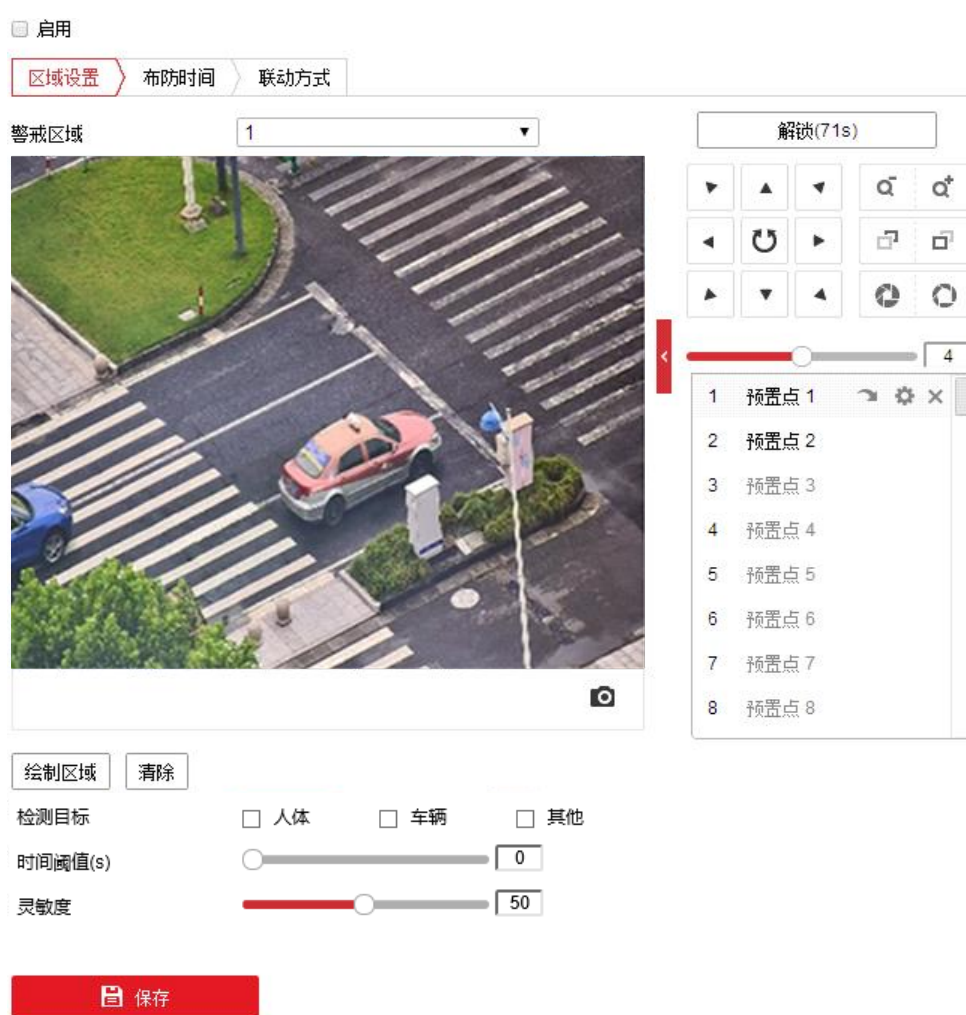 启用
区域设置 布防时间 联动方式
警戒区域 1 解锁(71s)
4
1 预置点 1
2 预置点 2
3 预置点 3
4 预置点 4
5 预置点 5
6 预置点 6
7 预置点 7
8 预置点 8
绘制区域 清除
检测目标 人体 车辆 其他
时间阈值(s) 0
灵敏度 50
保存